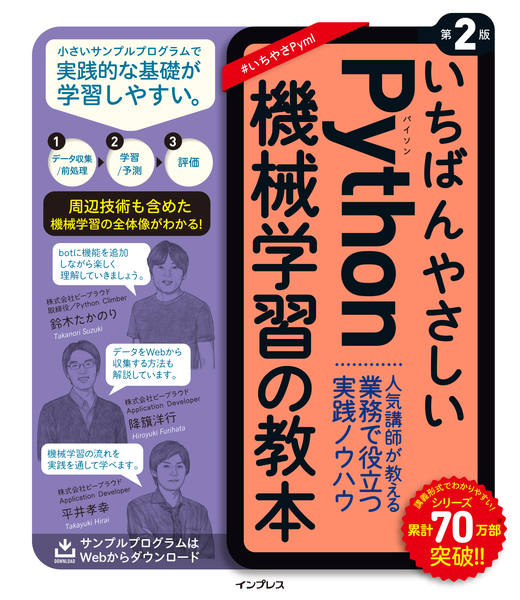 第2版
#いちやさPyml
いちばんやさしい
Python
パイソン
機械学習の教本
人気講師が教える
業務で役立つ
実践ノウハウ
講義形式でわかりやすい!
シリーズ
累計70万部
突破!!
小さいサンプルプログラムで
実践的な基礎が
学習しやすい。
1
データ収集
/前処理
2
学習
/予測
3
評価
周辺技術も含めた
機械学習の全体像がわかる!
botに機能を追加
しながら楽しく
理解していきましょう。
株式会社ビープラウド
取締役/Python Climber
鈴木たかのり
Takanori Suzuki
データをWebから
収集する方法も
解説しています。
株式会社ビープラウド
Application Developer
降籏洋行
Hiroyuki Furihata
機械学習の流れを
実践を通して学べます。
株式会社ビープラウド
Application Developer
平井孝幸
Takayuki Hirai
DOWNLOAD
サンプルプログラムは
Webからダウンロード
インプレス